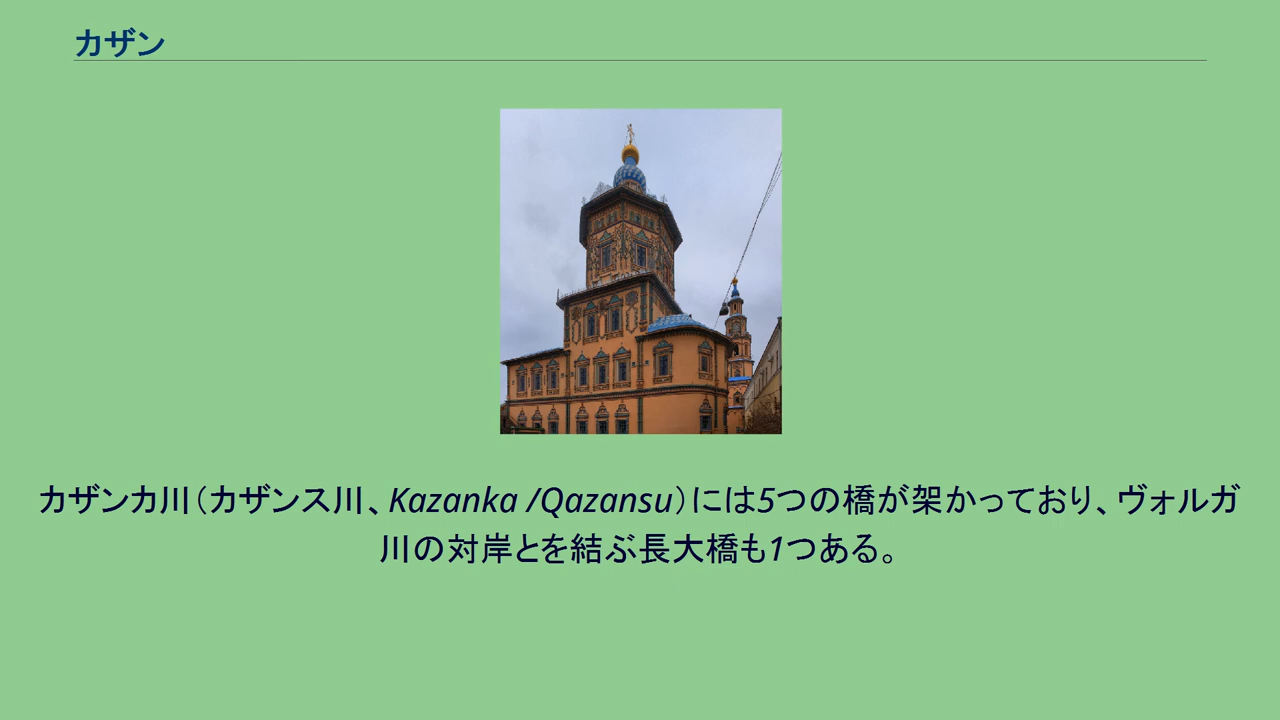 カザン
カザンカ川（カザンス川、Kazanka /Qazansu）には5つの橋が架かっており、ヴォルガ
川の対岸とを結ぶ長大橋も1つある。